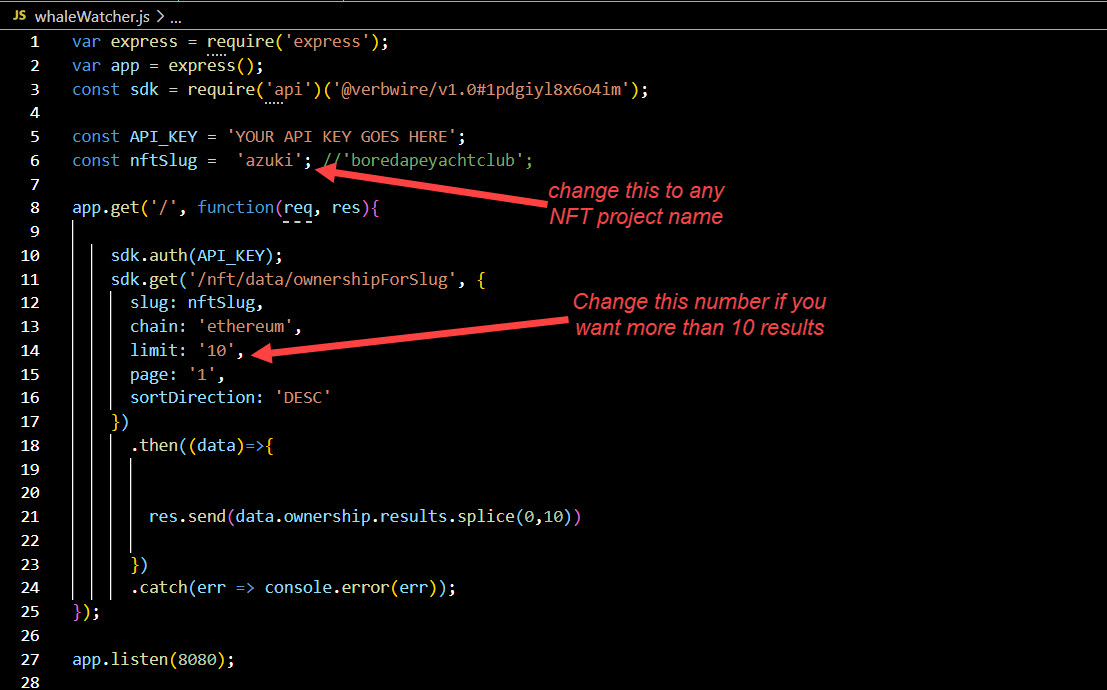 JS whaleWatcher.js > ...
1 var express = require('express');
2 var app = express();
3 const sdk = require('api')('@verbwire/v1.0#1pdgiyl8x6o4im');
4
5 const API_KEY = 'YOUR API KEY GOES HERE';
6 const nftSlug =  'azuki'; //'boredapeyachtclub';
7
change this to any
8 app.get('/', function(req, res){
NFT project name
9
10 sdk.auth(API_KEY);
11 sdk.get('/nft/data/ownershipForSlug', {
12 slug: nftSlug,
Change this number if you
13 chain: 'ethereum',
want more than 10 results
14 limit: '10',
15 page: '1',
16 sortDirection: 'DESC'
17 })
18 .then((data)=>{
19
20
21 res.send(data.ownership.results.splice(0,10))
22
23 })
24 .catch(err => console.error(err));
25 });
26
27 app.listen(8080);
28